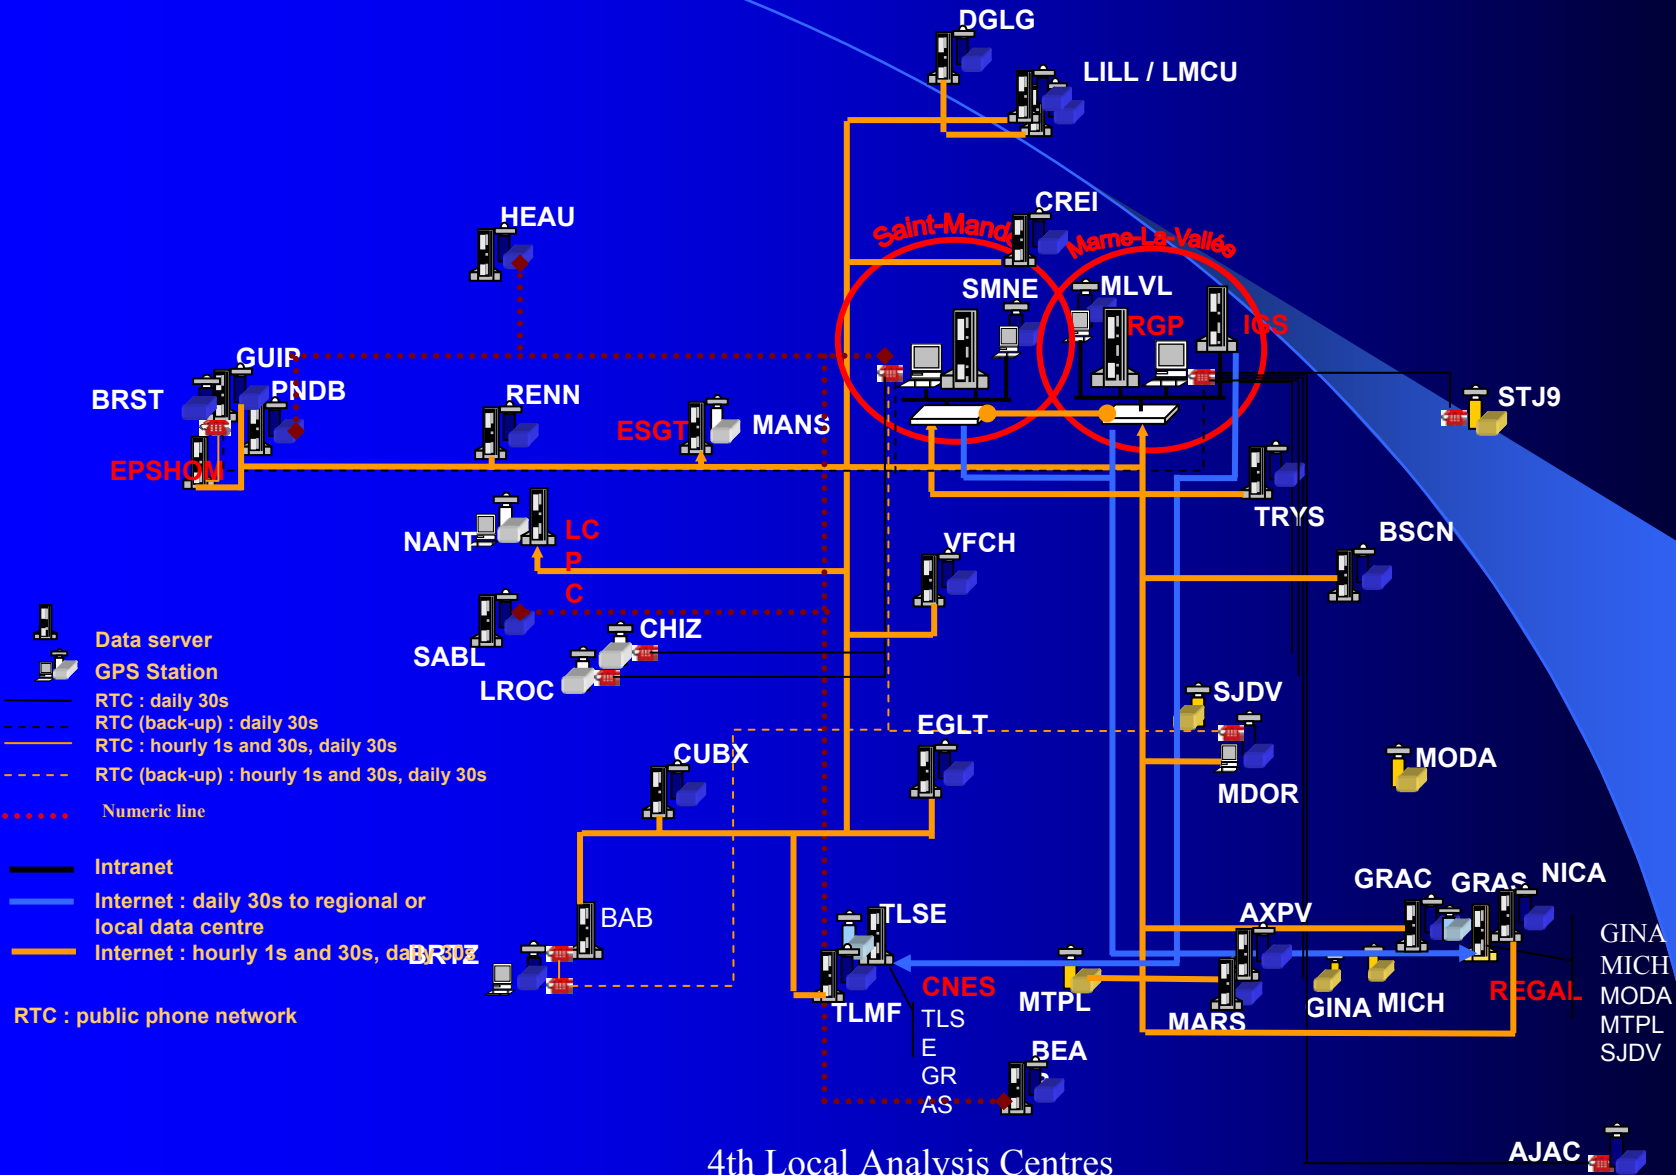 DGLG
LILL / LMCU
CREI
HEAU
Saint-Mand
Marne-La-Vallée
SMNE
MLVL
RGP
IGS
GUIP
PNDB
BRST
RENN
ESGT
MANS
STJ9
EPSHOM
TRYS
NANT
LC
P
C
VFCH
BSCN
SABL
CHIZ
LROC
Data server
GPS Station
RTC : daily 30s
RTC (back-up) : daily 30s
RTC : hourly 1s and 30s, daily 30s
RTC (back-up) : hourly 1s and 30s, daily 30s
Numeric line
Intranet
Internet : daily 30s to regional or
local data centre
Internet : hourly 1s and 30s, daily 30s
RTC : public phone network
SJDV
EGLT
CUBX
MODA
MDOR
BAB
BRTZ
TLSE
TLMF
CNES
TLS
E
GR
AS
BEA
MTPL
AXPV
MARS
GRAC
GRAS
NICA
GINA
MICH
REGAL
GINA
MICH
MODA
MTPL
SJDV
AJAC
4th Local Analysis Centres